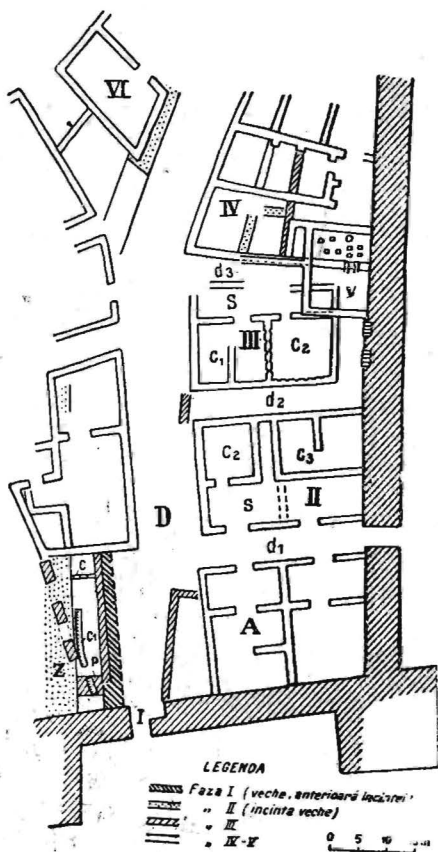 VI
IV
V
d3
S
III
C1
C2
d2
C2
C3
D
S
II
d1
C
A
C1
Z
P
I
LEGENDA
Faza I (veche, anterioară incintei)
„ II (incinta veche)
„ III
„ IV-V
0 5 10